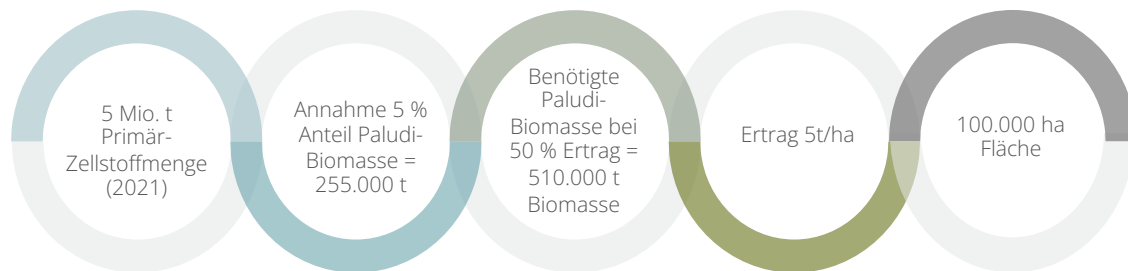 5 Mio. t
Primär-
Zellstoffmenge
(2021)
Annahme 5 %
Anteil Paludi-
Biomasse =
255.000 t
Benötigte
Paludi-
Biomasse bei
50 % Ertrag =
510.000 t
Biomasse
Ertrag 5t/ha
100.000 ha
Fläche